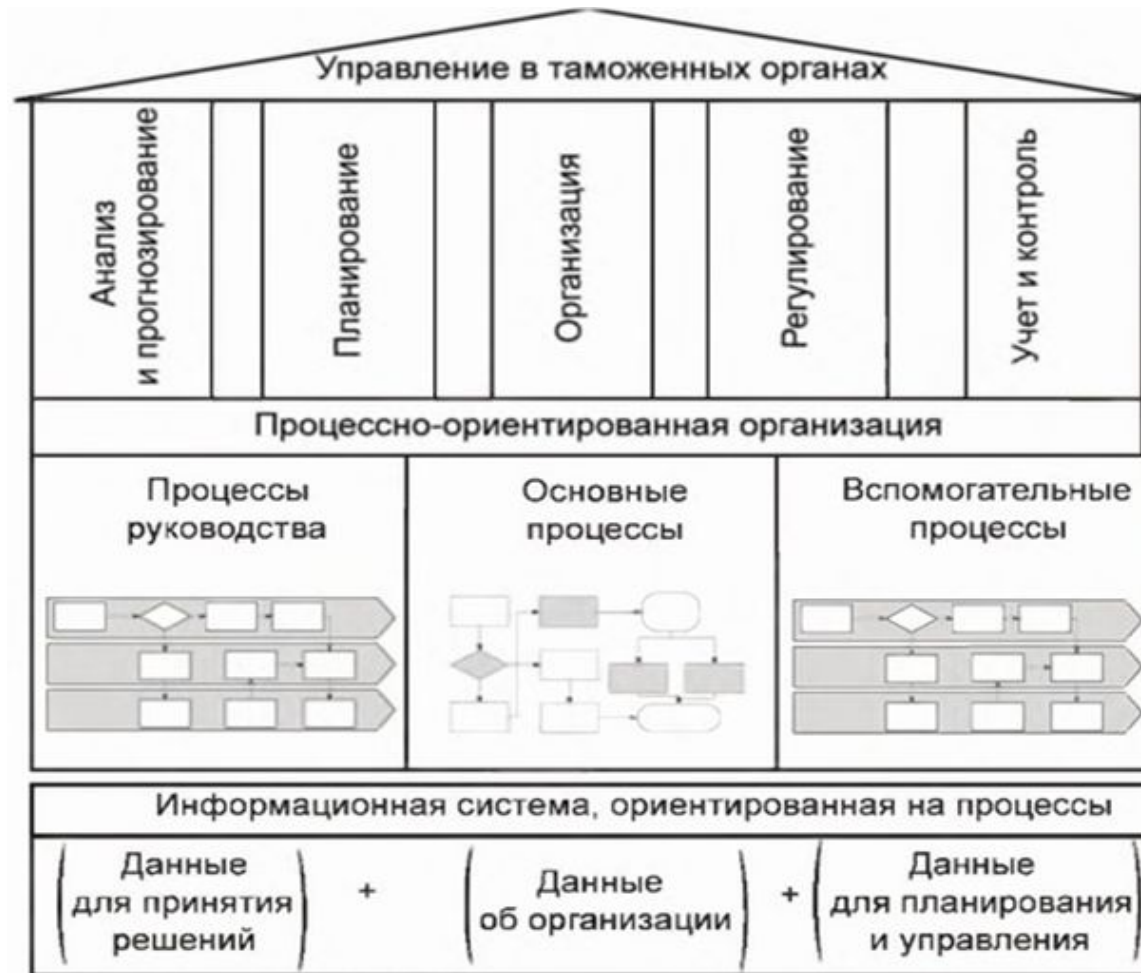 Управление в таможенных органах
Анализ
и прогнозирование
Планирование
Организация
Регулирование
Учет и контроль
Процессно-ориентированная организация
Процессы
руководства
Основные
процессы
Вспомогательные
процессы
Информационная система, ориентированная на процессы
Данные
для принятия
решений
+
Данные
об организации
+
Данные
для планирования
и управления